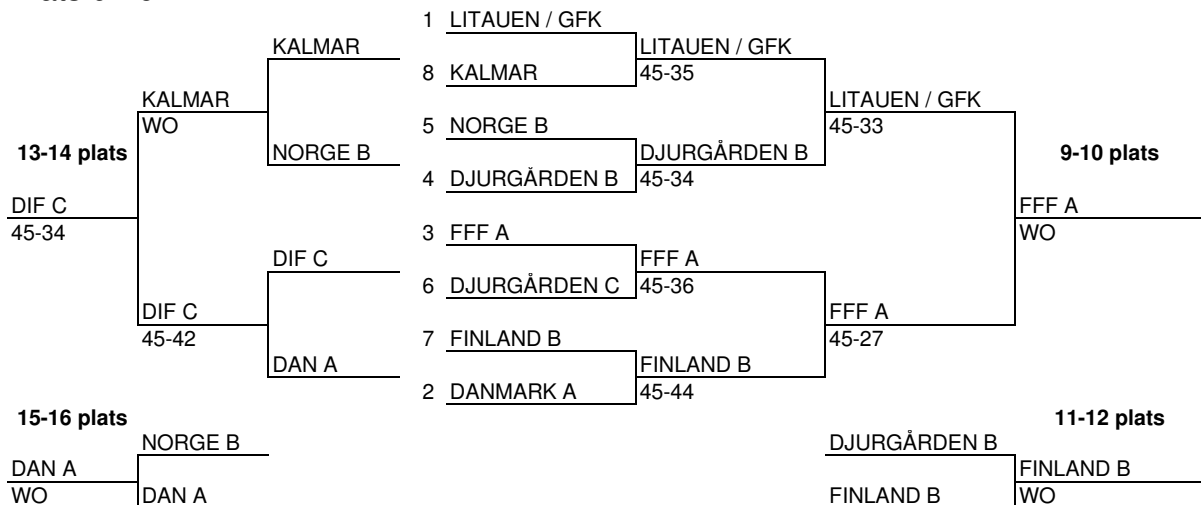 1 LITAUEN / GFK
KALMAR LITAUEN / GFK
8 KALMAR 45-35
KALMAR LITAUEN / GFK
WO 5 NORGE B 45-33
13-14 plats NORGE B DJURGÅRDEN B 9-10 plats
4 DJURGÅRDEN B 45-34
DIF C FFF A
45-34 3 FFF A WO
DIF C FFF A
6 DJURGÅRDEN C 45-36
DIF C FFF A
45-42 7 FINLAND B 45-27
DAN A FINLAND B
2 DANMARK A 45-44
15-16 plats 11-12 plats
NORGE B DJURGÅRDEN B
DAN A FINLAND B
WO DAN A FINLAND B WO